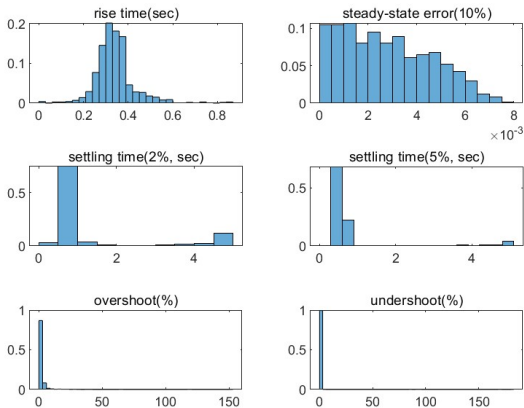 rise time(sec)
0.2
0.1
0
0 0.2 0.4 0.6 0.8
steady-state error(10%)
0.1
0.05
0
0 2 4 6 8
×10⁻³
settling time(2%, sec)
0.5
0
0 2 4
settling time(5%, sec)
0.5
0
0 2 4
overshoot(%)
1
0.5
0
0 50 100 150
undershoot(%)
1
0.5
0
0 50 100 150